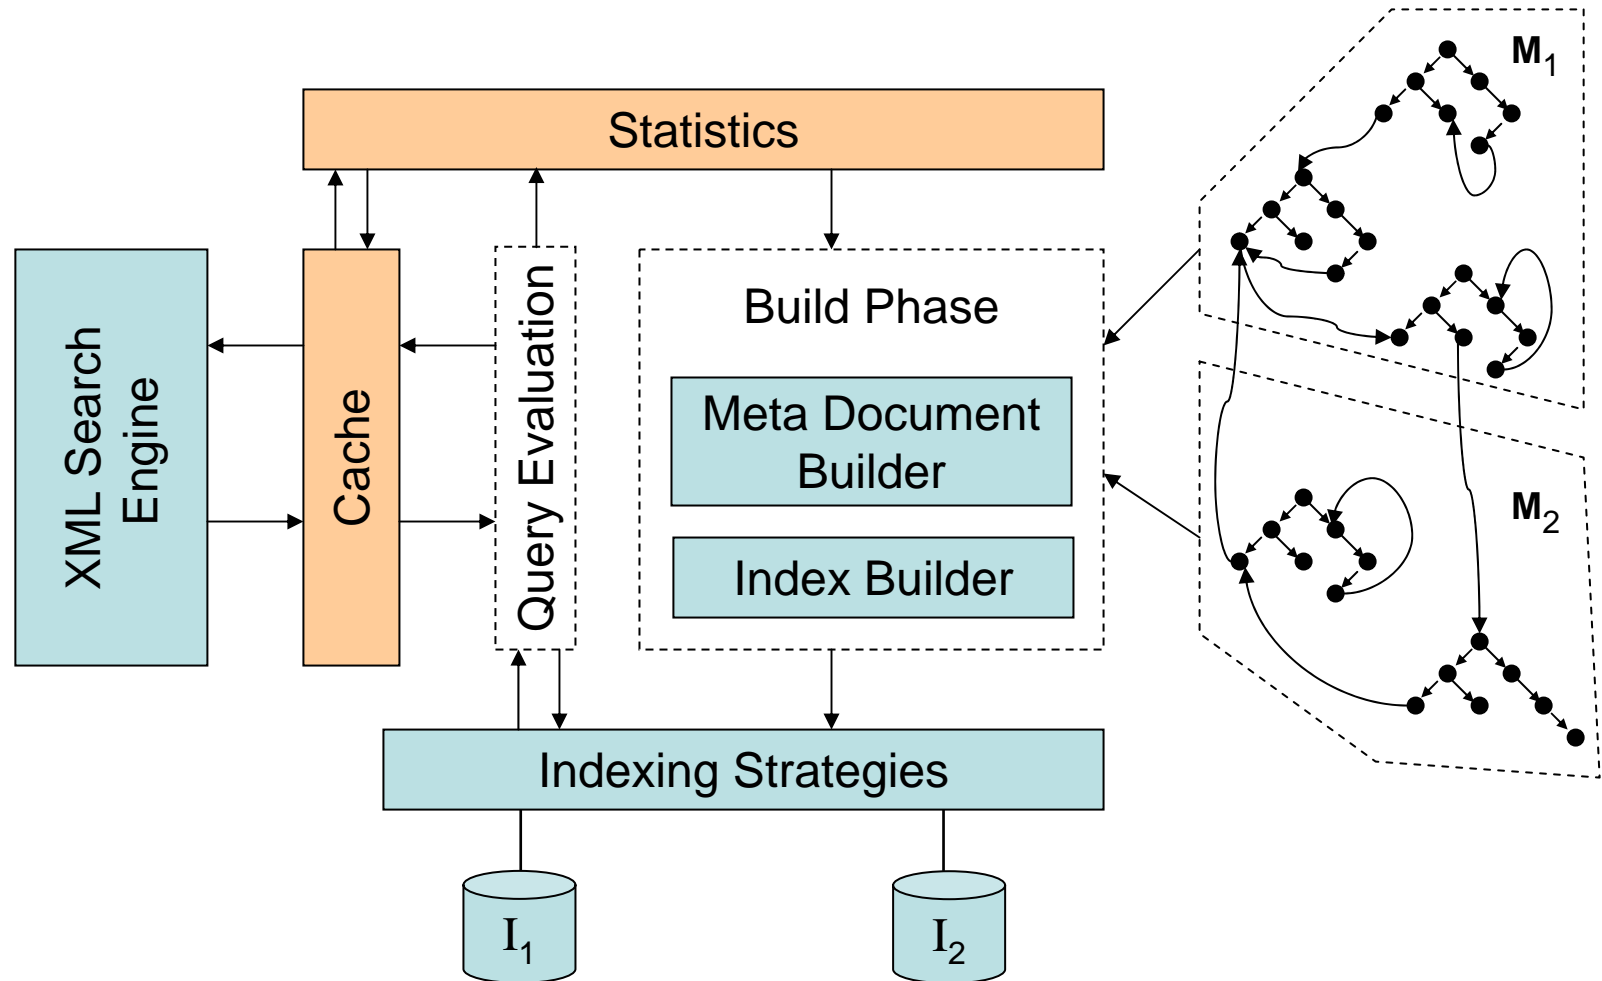 M1
Statistics
XML Search
Engine
Cache
Query Evaluation
Build Phase
Meta Document
Builder
Index Builder
M2
Indexing Strategies
I1
I2